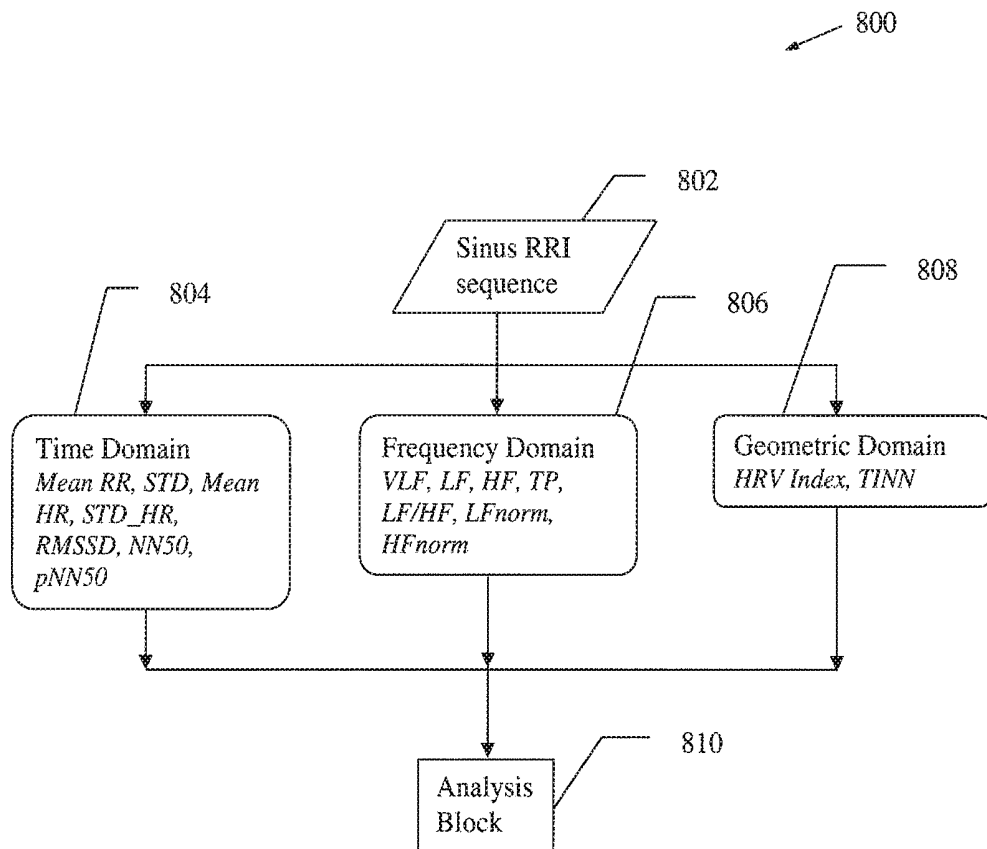 800
802
Sinus RRI
sequence
804
806
808
Time Domain
Mean RR, STD, Mean
HR, STD_HR,
RMSSD, NN50,
pNN50
Frequency Domain
VLF, LF, HF, TP,
LF/HF, LFnorm,
HFnorm
Geometric Domain
HRV Index, TINN
810
Analysis
Block